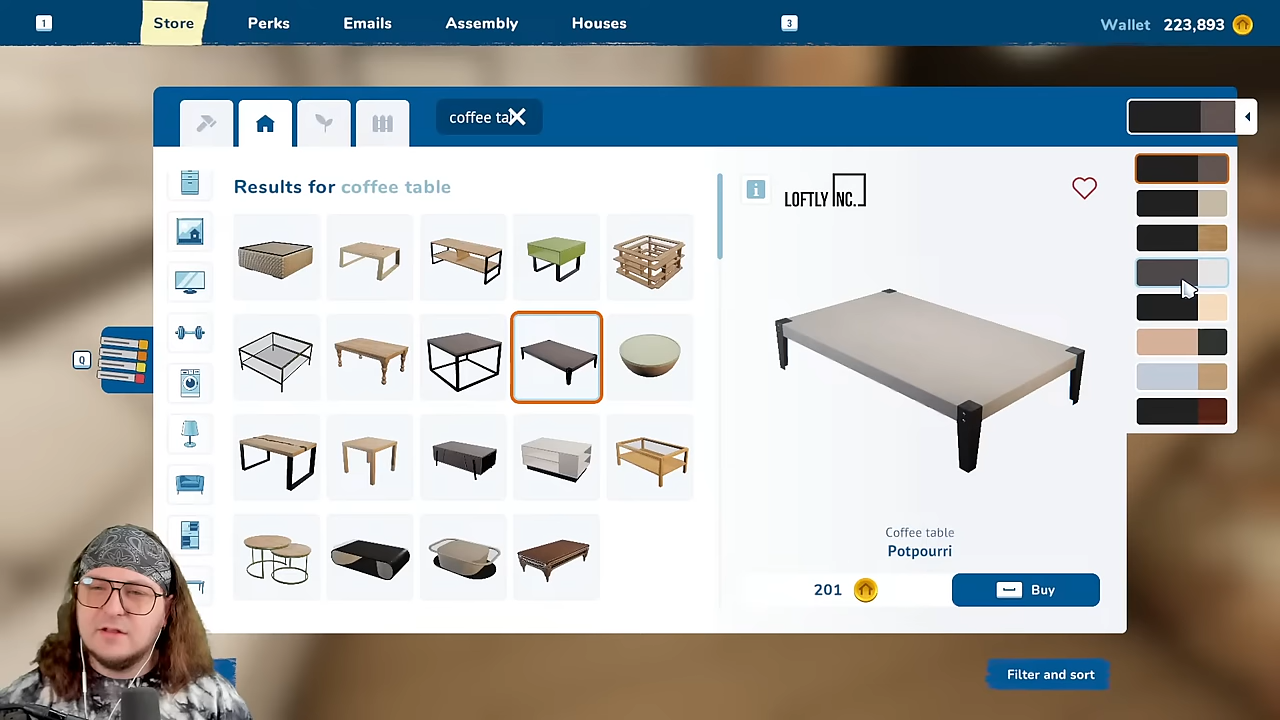 1
Store
Perks
Emails
Assembly
Houses
3
Wallet 223,893
coffee ta
Results for coffee table
i
LOFTLY INC.
Q
Coffee table
Potpourri
201
Buy
Filter and sort